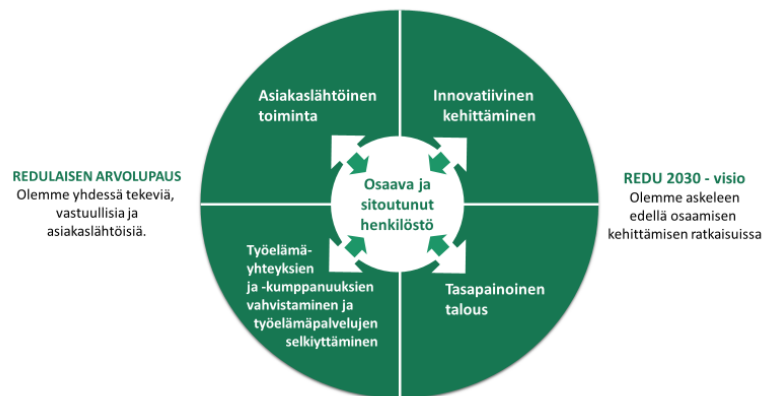 Asiakaslähtöinen
toiminta
Innovatiivinen
kehittäminen
REDULAISEN ARVOLUPAUS
Olemme yhdessä tekeviä,
vastuullisia ja
asiakaslähtöisiä.
Osaava ja
sitoutunut
henkilöstö
REDU 2030 - visio
Olemme askeleen
edellä osaamisen
kehittämisen ratkaisuissa
Työelämä-
yhteyksien
ja -kumppanuuksien
vahvistaminen ja
työelämäpalvelujen
selkiyttäminen
Tasapainoinen
talous